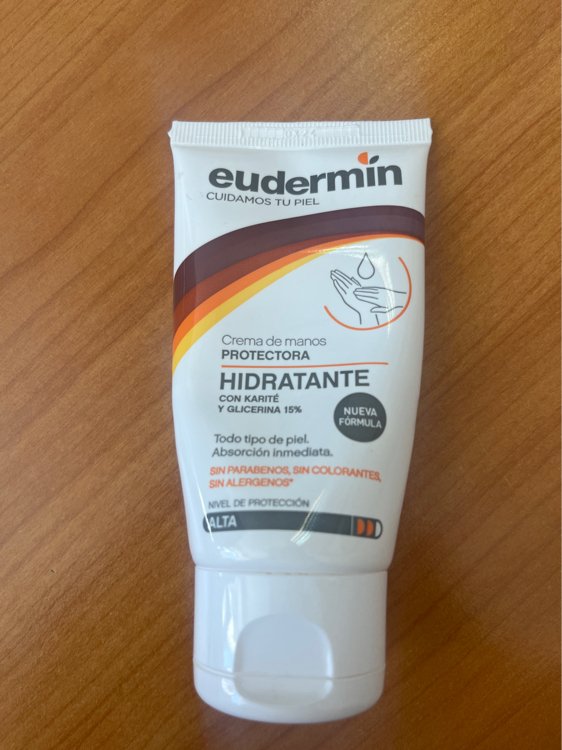 eudermin
CUIDAMOS TU PIEL
Crema de manos
PROTECTORA
HIDRATANTE
CON KARITÉ
Y GLICERINA 15%
NUEVA
FÓRMULA
Todo tipo de piel.
Absorción inmediata.
SIN PARABENOS, SIN COLORANTES,
SIN ALERGENOS*
NIVEL DE PROTECCIÓN
ALTA